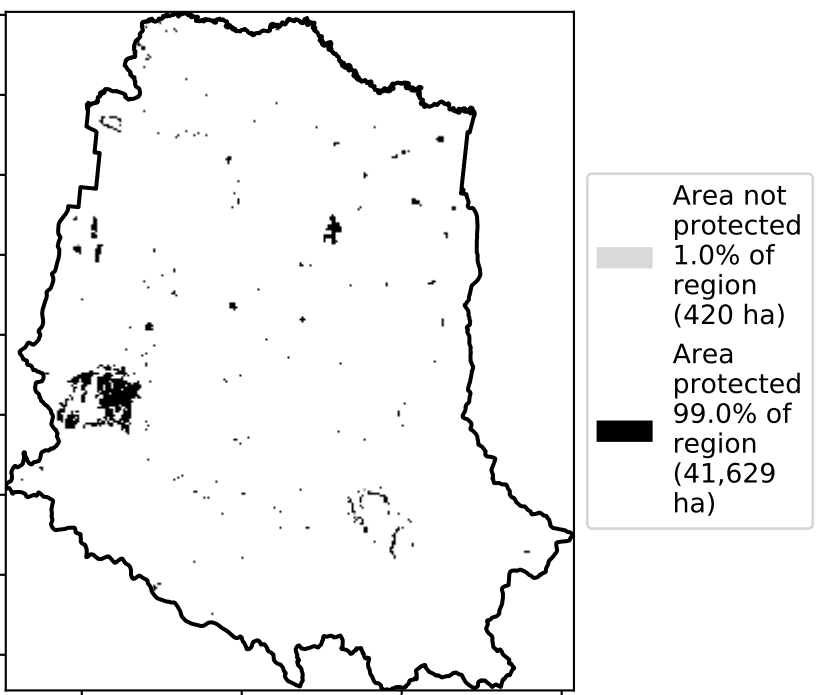 Area not
protected
1.0% of
region
(420 ha)
Area
protected
99.0% of
region
(41,629
ha)